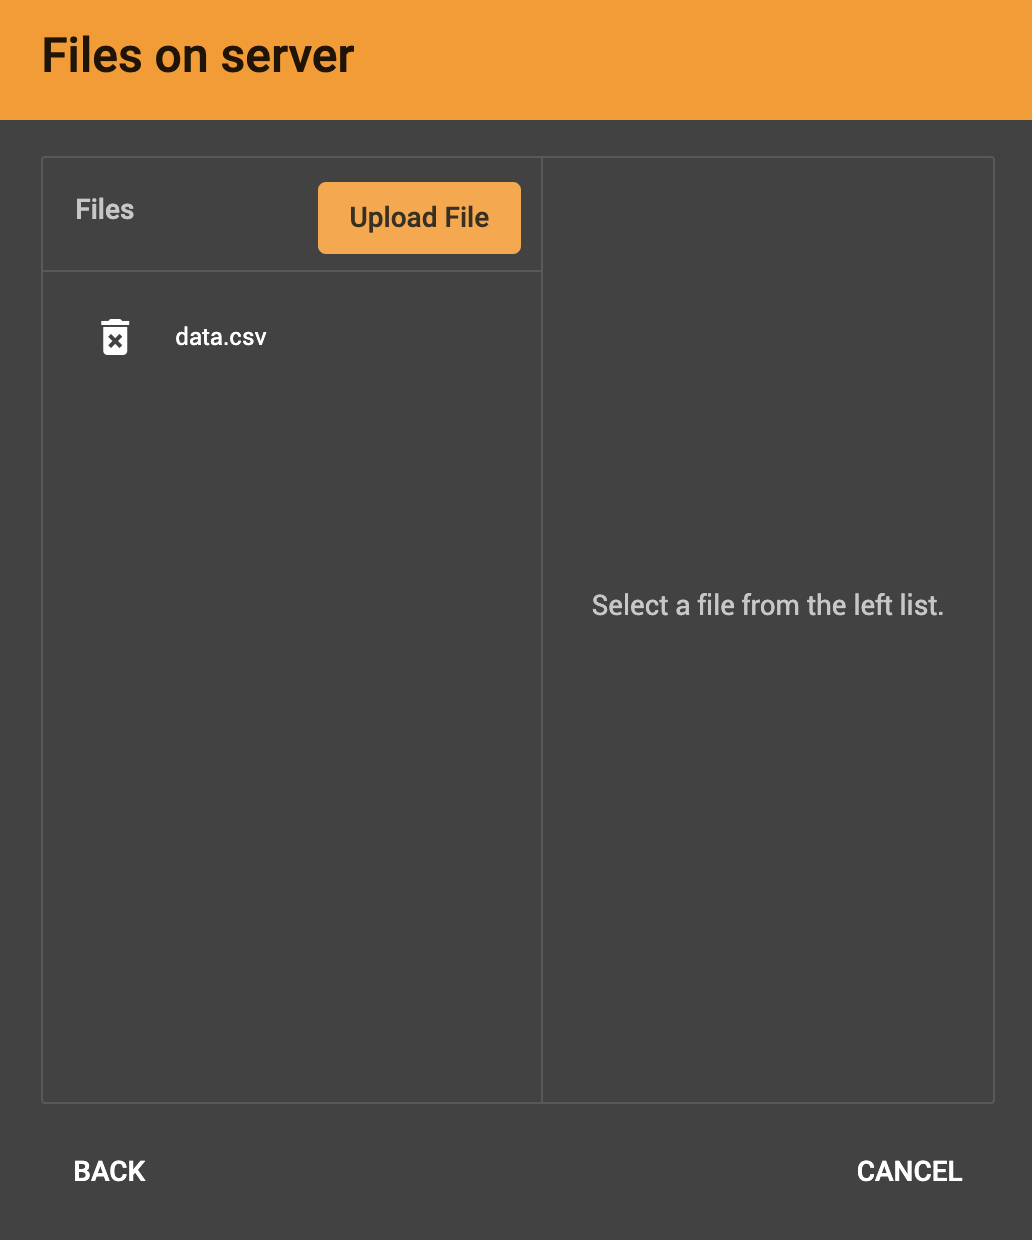 Files on server
Files
Upload File
data.csv
Select a file from the left list.
BACK
CANCEL